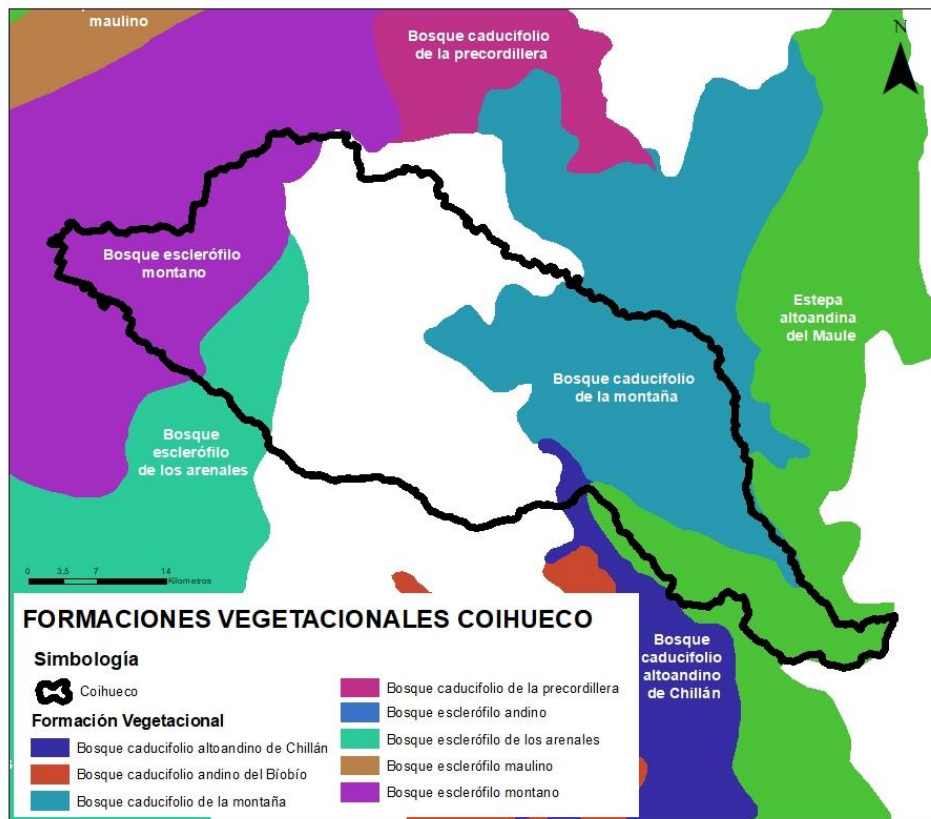 maulino
Bosque caducifolio
de la precordillera
N
Bosque esclerófilo
montano
Estepa
altoandina
del Maule
Bosque caducifolio
de la montaña
Bosque
esclerófilo
de los arenales
0 3,5 7 14
Kilometros
Bosque
caducifolio
altoandino
de Chillán
FORMACIONES VEGETACIONALES COIHUECO
Simbología
Coihueco
Formación Vegetacional
Bosque caducifolio altoandino de Chillán
Bosque caducifolio andino del Bíobío
Bosque caducifolio de la montaña
Bosque caducifolio de la precordillera
Bosque esclerófilo andino
Bosque esclerófilo de los arenales
Bosque esclerófilo maulino
Bosque esclerófilo montano